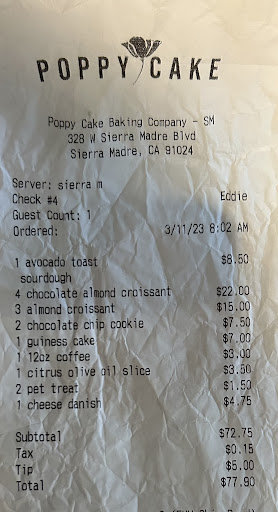 POPPY CAKE
Poppy Cake Baking Company - SM
328 W Sierra Madre Blvd
Sierra Madre, CA 91024
Server: sierra m
Check #4 Eddie
Guest Count: 1
Ordered: 3/11/23 8:02 AM
1 avocado toast $8.50
sourdough
4 chocolate almond croissant $22.00
3 almond croissant $15.00
2 chocolate chip cookie $7.50
1 guiness cake $7.00
1 12oz coffee $3.00
1 citrus olive oil slice $3.50
2 pet treat $1.50
1 cheese danish $4.75
Subtotal $72.75
Tax $0.15
Tip $5.00
Total $77.90